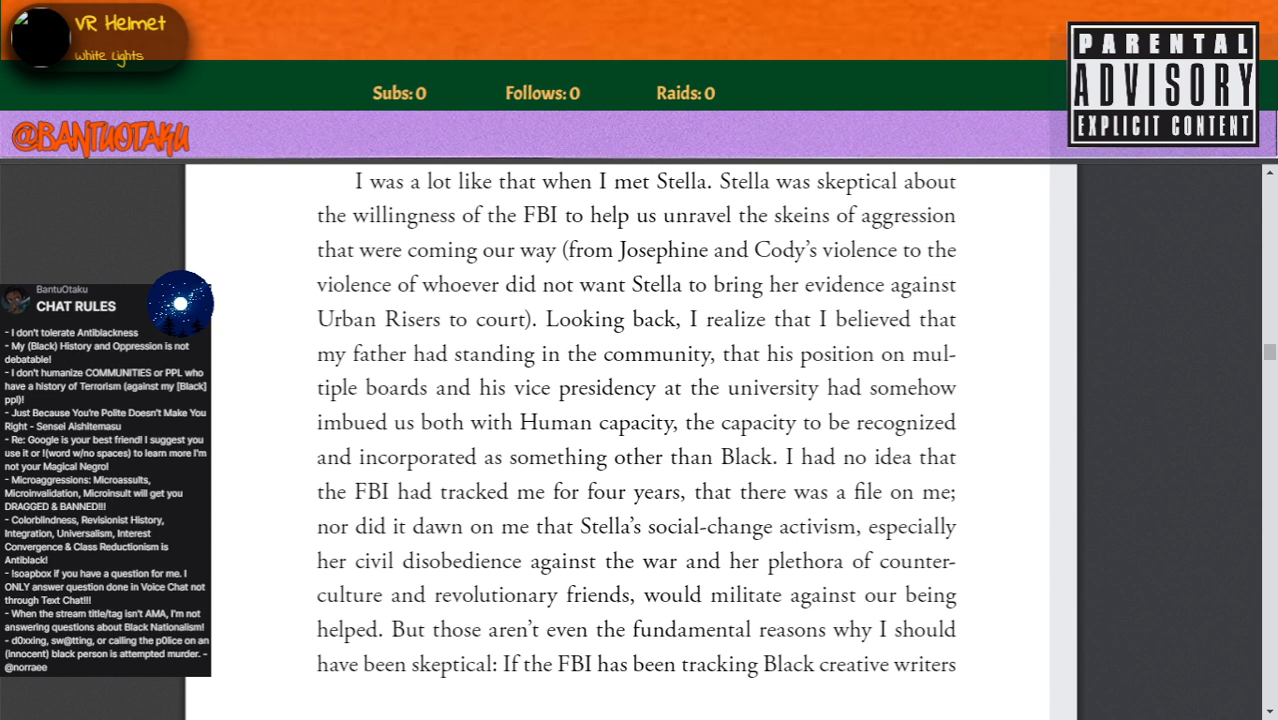 VR Helmet
White Lights
PARENTAL
ADVISORY
EXPLICIT CONTENT
Subs: 0
Follows: 0
Raids: 0
@BANTUOTAKU
I was a lot like that when I met Stella. Stella was skeptical about
the willingness of the FBI to help us unravel the skeins of aggression
that were coming our way (from Josephine and Cody's violence to the
violence of whoever did not want Stella to bring her evidence against
Urban Risers to court). Looking back, I realize that I believed that
my father had standing in the community, that his position on mul-
tiple boards and his vice presidency at the university had somehow
imbued us both with Human capacity, the capacity to be recognized
and incorporated as something other than Black. I had no idea that
the FBI had tracked me for four years, that there was a file on me;
nor did it dawn on me that Stella's social-change activism, especially
her civil disobedience against the war and her plethora of counter-
culture and revolutionary friends, would militate against our being
helped. But those aren't even the fundamental reasons why I should
have been skeptical: If the FBI has been tracking Black creative writers
BantuOtaku
CHAT RULES
- I don't tolerate Antiblackness
- My (Black) History and Oppression is not
debatable!
- I don't humanize COMMUNITIES or PPL who
have a history of Terrorism (against my [Black]
ppl)!
- Just Because You're Polite Doesn't Make You
Right - Sensei Aishitemasu
- Re: Google is your best friend! I suggest you
use it or !(word w/no spaces) to learn more I'm
not your Magical Negro!
- Microaggressions: Microassults,
Microinvalidation, Microinsult will get you
DRAGGED & BANNED!!!
- Colorblindness, Revisionist History,
Integration, Universalism, Interest
Convergence & Class Reductionism is
Antiblack!
- !soapbox if you have a question for me. I
ONLY answer question done in Voice Chat not
through Text Chat!!!
- When the stream title/tag isn't AMA, I'm not
answering questions about Black Nationalism!
- d0xxing, sw@tting, or calling the p0lice on an
(innocent) black person is attempted murder. -
@norraee